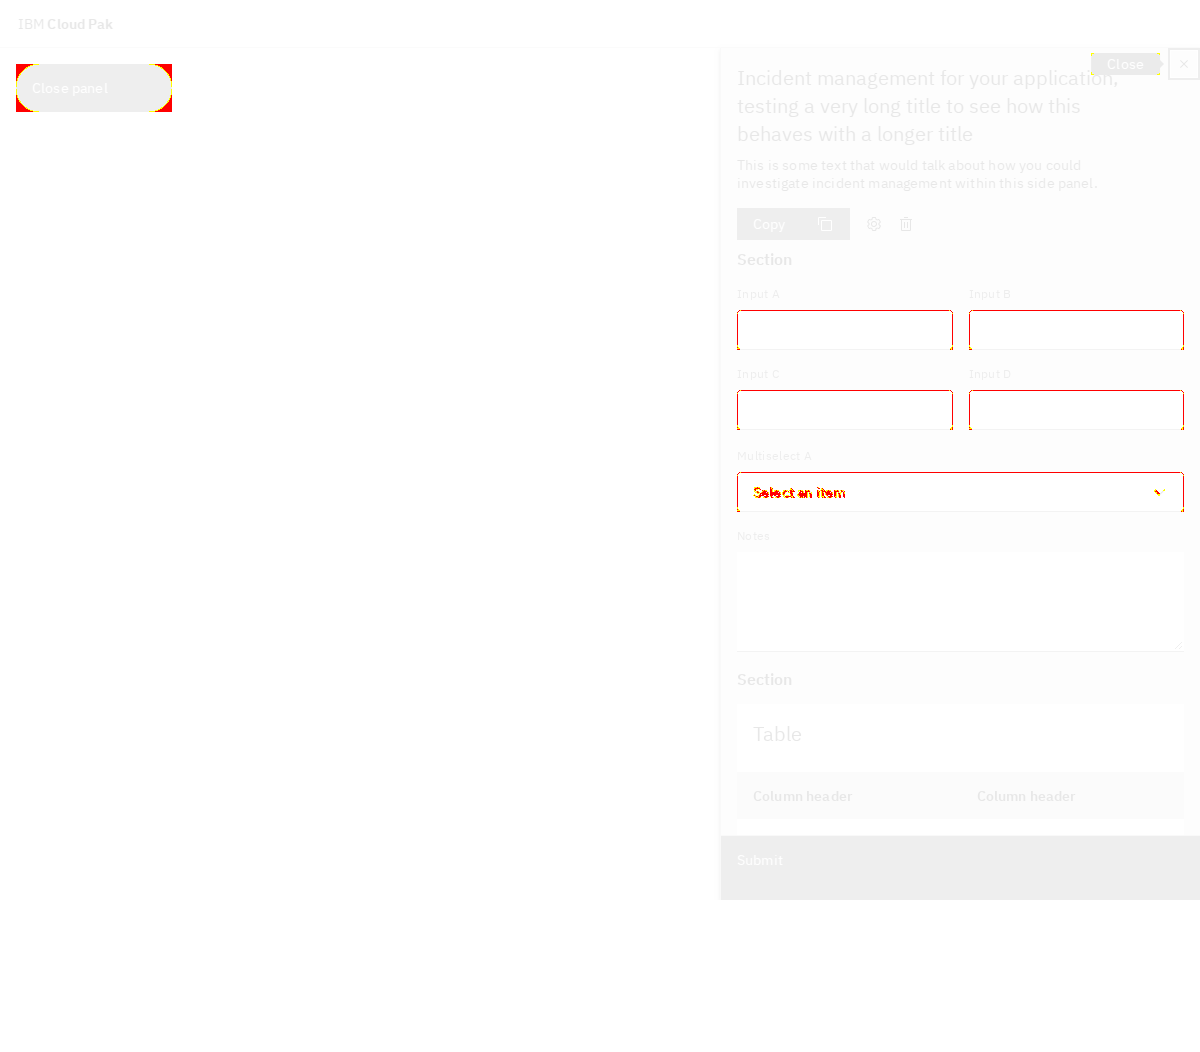 IBM Cloud Pak
Close panel
Close
Incident management for your application,
testing a very long title to see how this
behaves with a longer title
This is some text that would talk about how you could
investigate incident management within this side panel.
Copy
Section
Input A
Input B
Input C
Input D
Multiselect A
Select an item
Notes
Section
Table
Column header
Column header
Submit